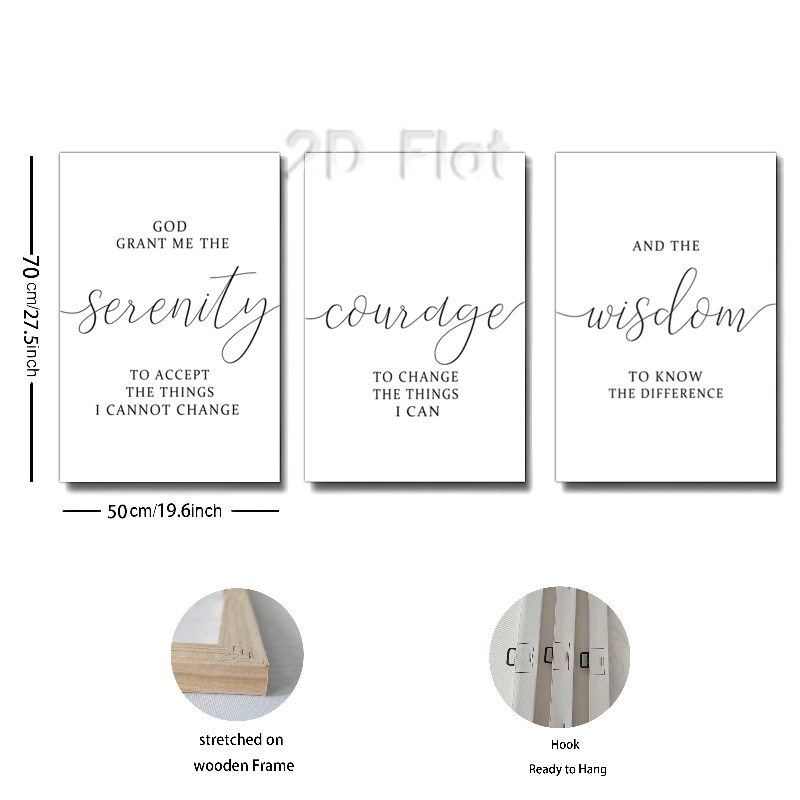 2D Flat
GOD
GRANT ME THE
serenity
TO ACCEPT
THE THINGS
I CANNOT CHANGE
courage
TO CHANGE
THE THINGS
I CAN
AND THE
wisdom
TO KNOW
THE DIFFERENCE
70 cm/27.5inch
50cm/19.6inch
stretched on
wooden Frame
Hook
Ready to Hang